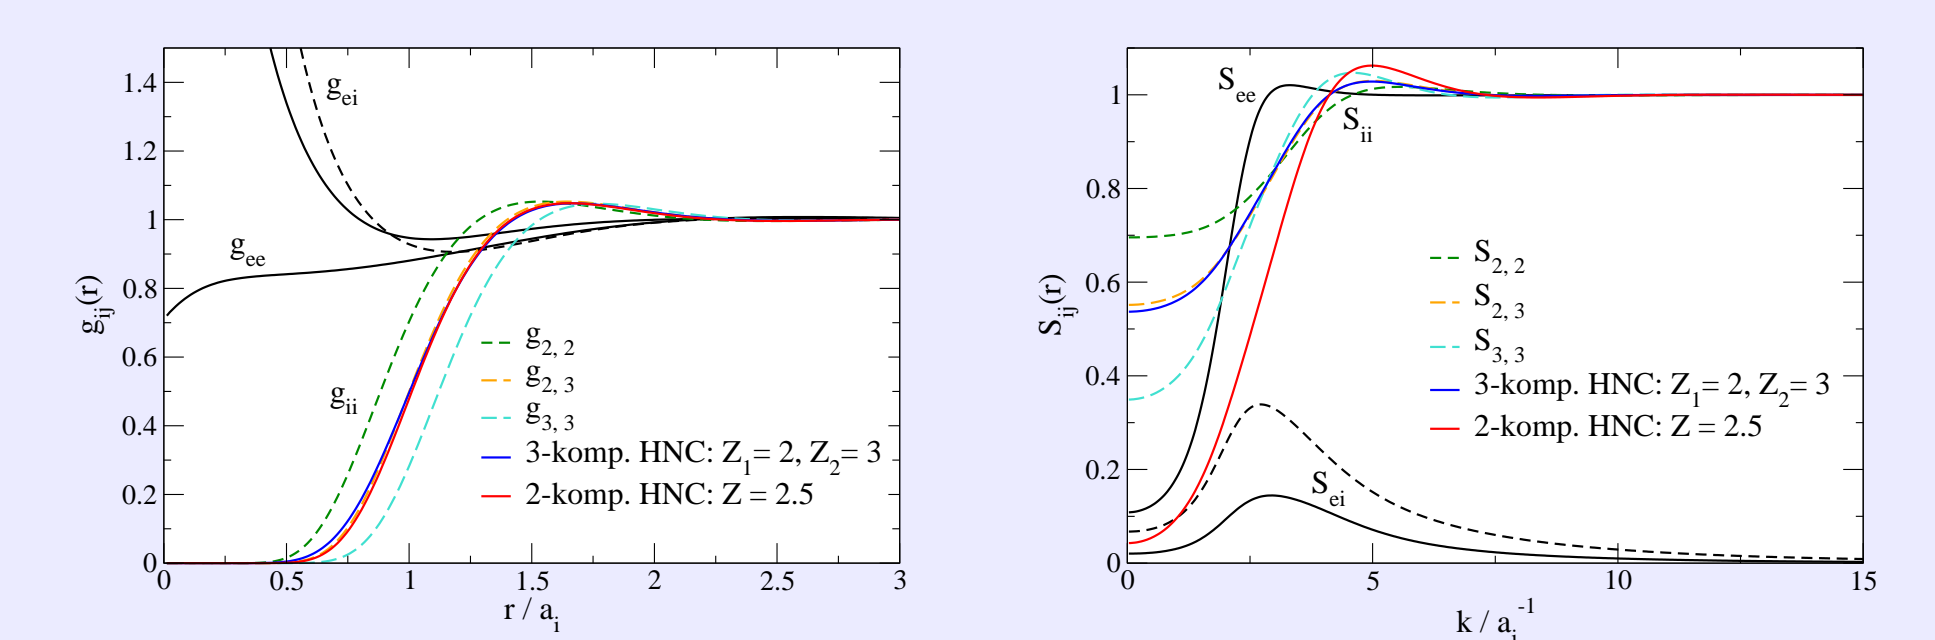 1.4
1.2
1
0.8
0.6
0.4
0.2
0
0 0.5 1 1.5 2 2.5 3
g_ij(r)
r / a_i
g_ei
g_ee
g_ii
g_2, 2
g_2, 3
g_3, 3
3-komp. HNC: Z_1= 2, Z_2= 3
2-komp. HNC: Z = 2.5
1
0.8
0.6
0.4
0.2
0
0 5 10 15
S_ij(r)
k / a_i^-1
S_ee
S_ii
S_ei
S_2, 2
S_2, 3
S_3, 3
3-komp. HNC: Z_1= 2, Z_2= 3
2-komp. HNC: Z = 2.5